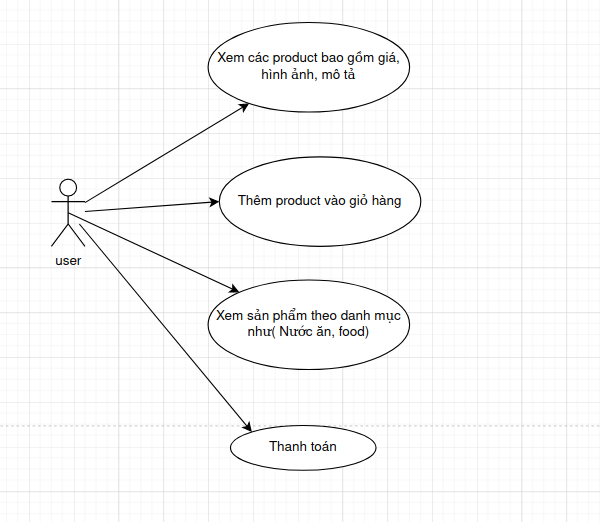 Xem các product bao gồm giá,
hình ảnh, mô tả
Thêm product vào giỏ hàng
user
Xem sản phẩm theo danh mục
như( Nước ăn, food)
Thanh toán